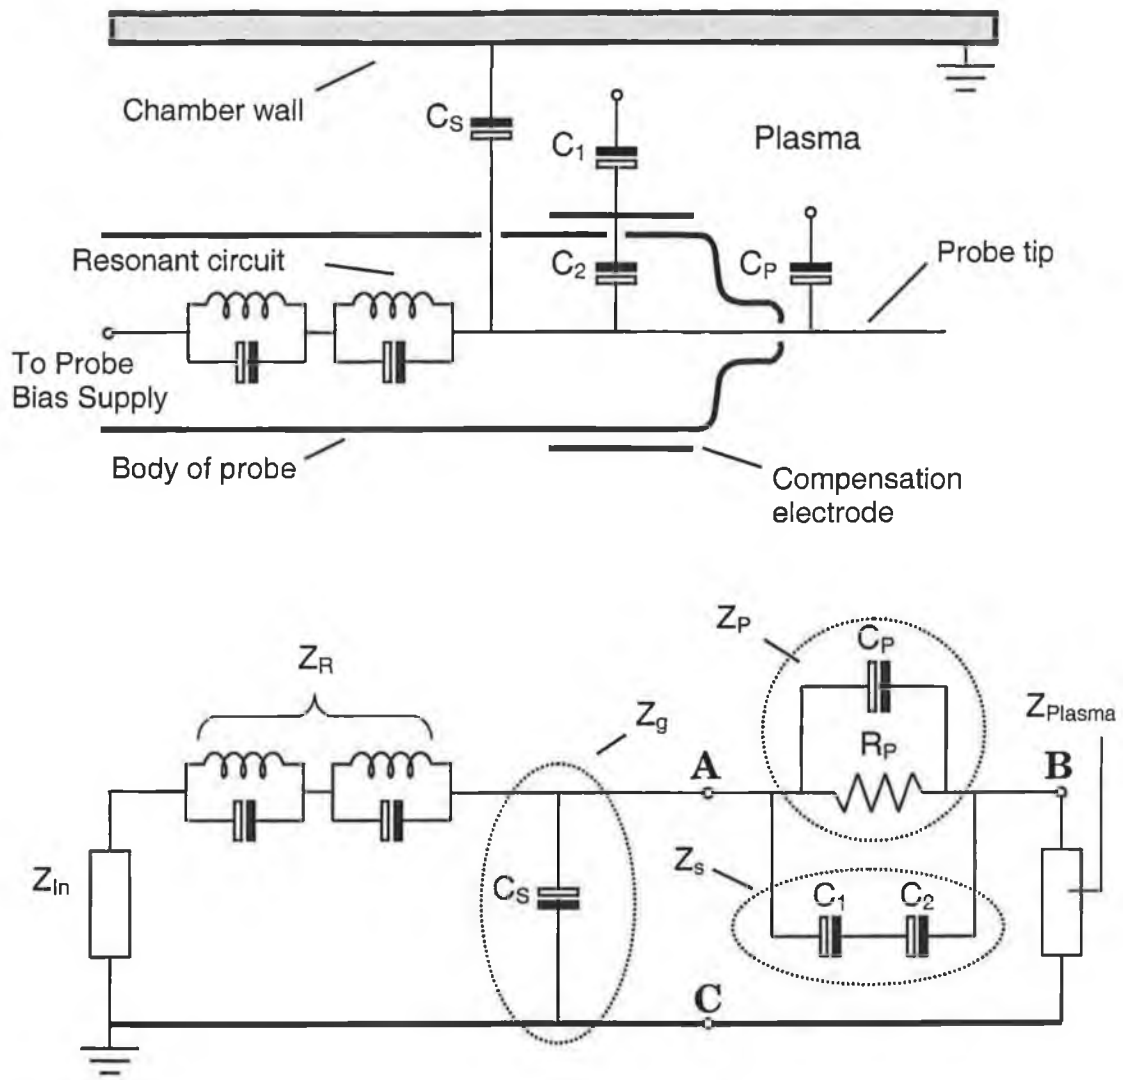 Chamber wall
CS
C1
Plasma
Resonant circuit
C2
CP
Probe tip
To Probe
Bias Supply
Body of probe
Compensation
electrode
ZP
CP
ZR
Zg
ZPlasma
RP
A
B
Zs
ZIn
CS
C1
C2
C